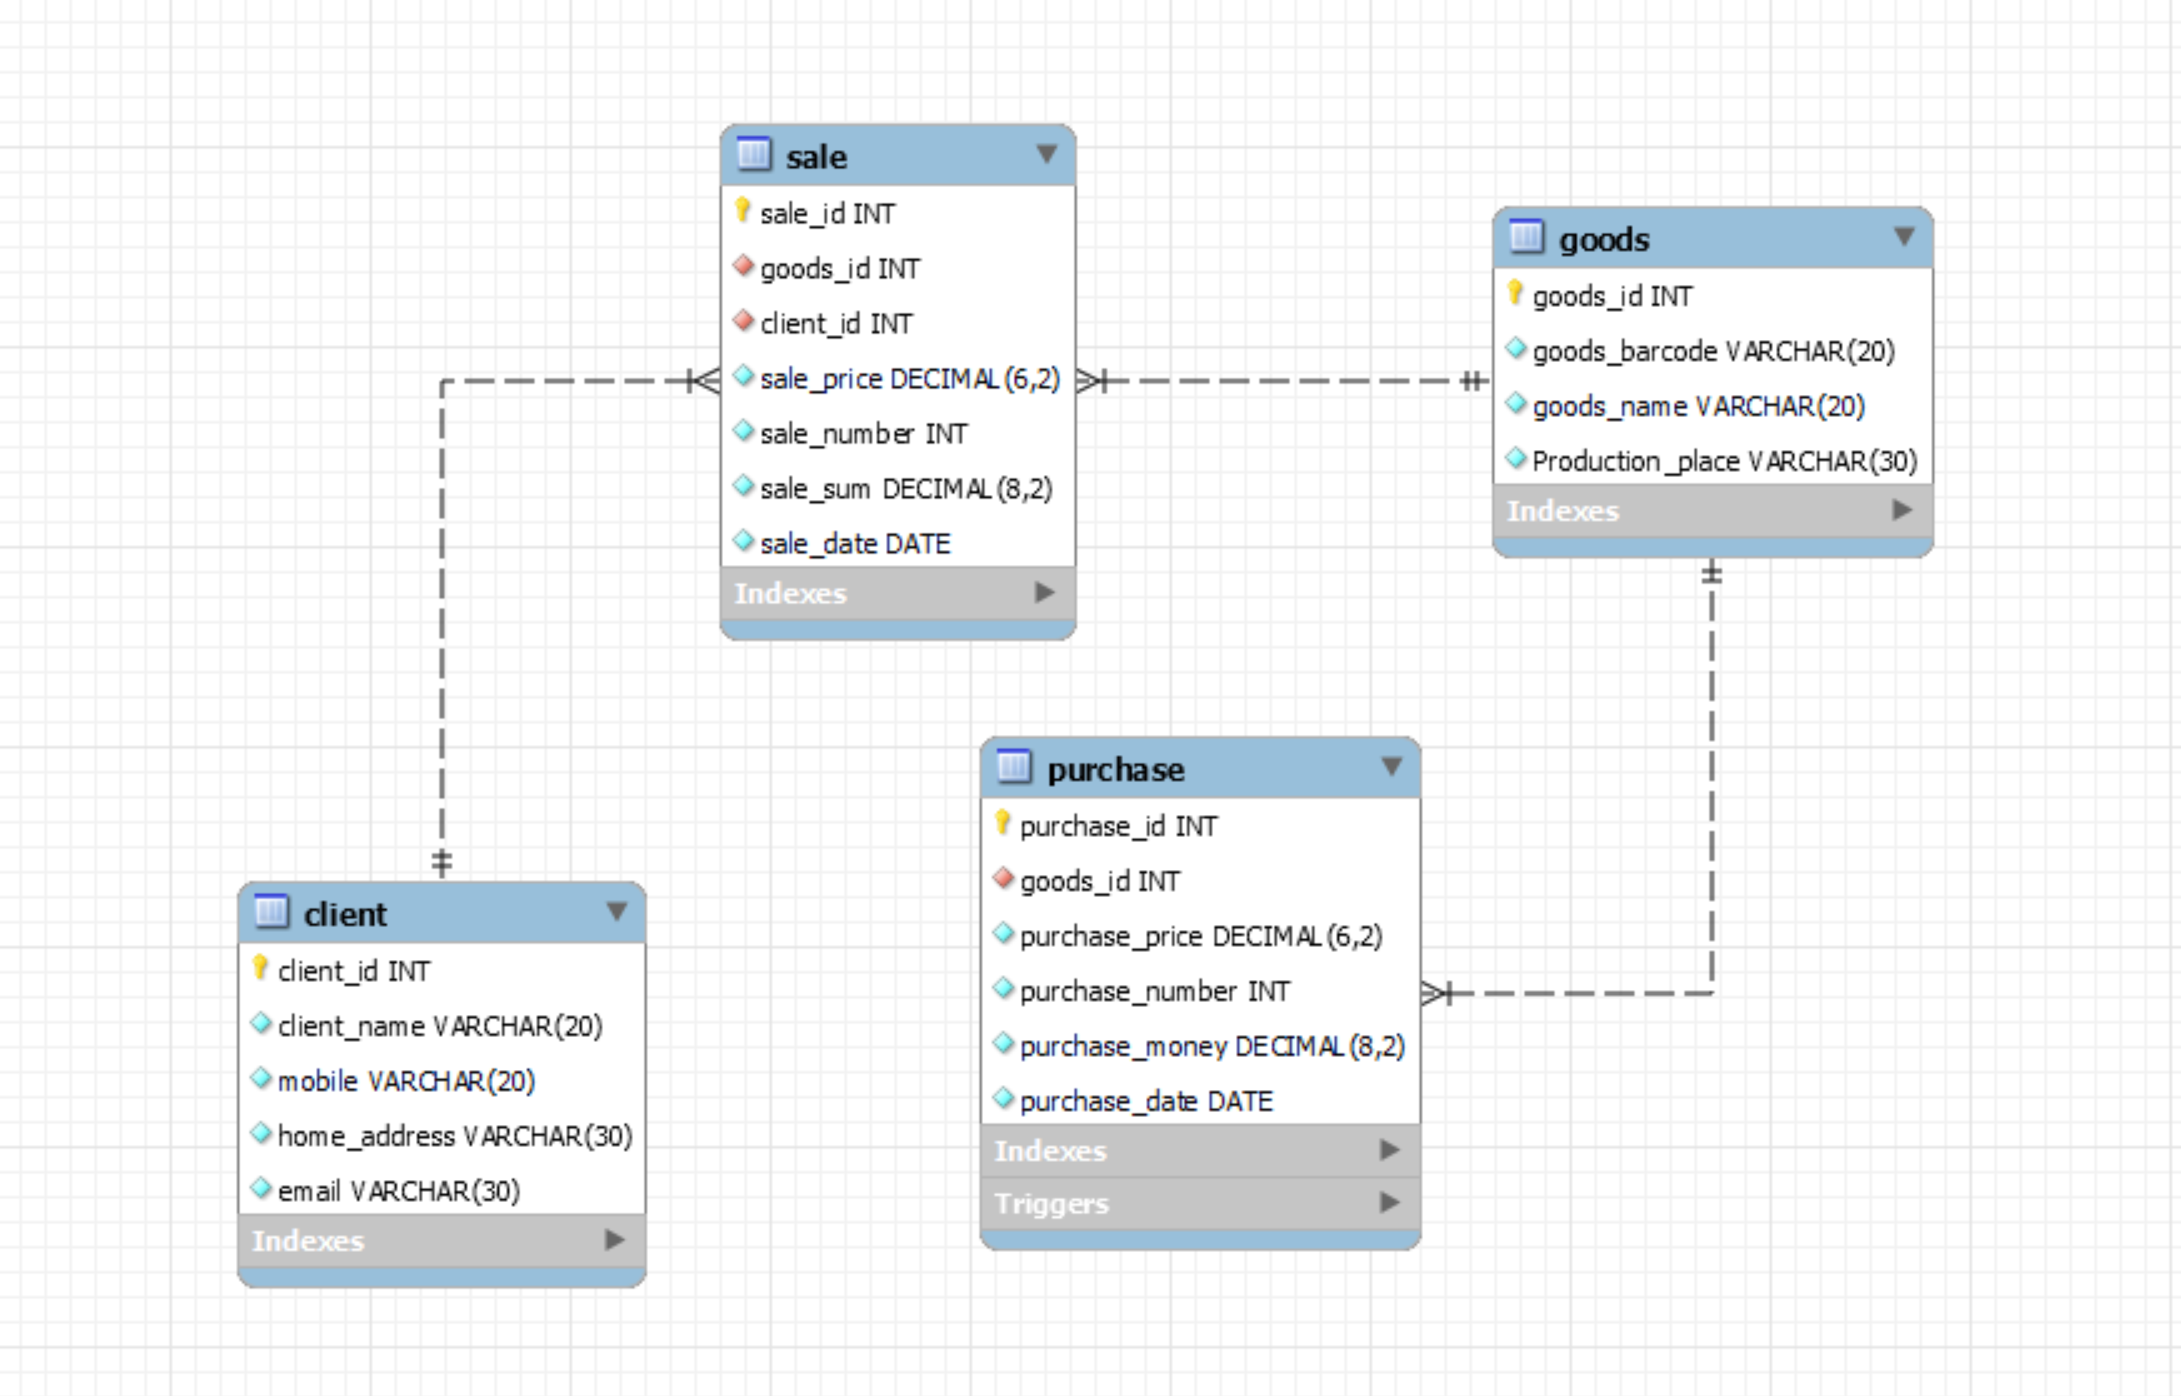 sale
sale_id INT
goods_id INT
client_id INT
sale_price DECIMAL(6,2)
sale_number INT
sale_sum DECIMAL(8,2)
sale_date DATE
Indexes
goods
goods_id INT
goods_barcode VARCHAR(20)
goods_name VARCHAR(20)
Production_place VARCHAR(30)
Indexes
purchase
purchase_id INT
goods_id INT
purchase_price DECIMAL(6,2)
purchase_number INT
purchase_money DECIMAL(8,2)
purchase_date DATE
Indexes
Triggers
client
client_id INT
client_name VARCHAR(20)
mobile VARCHAR(20)
home_address VARCHAR(30)
email VARCHAR(30)
Indexes